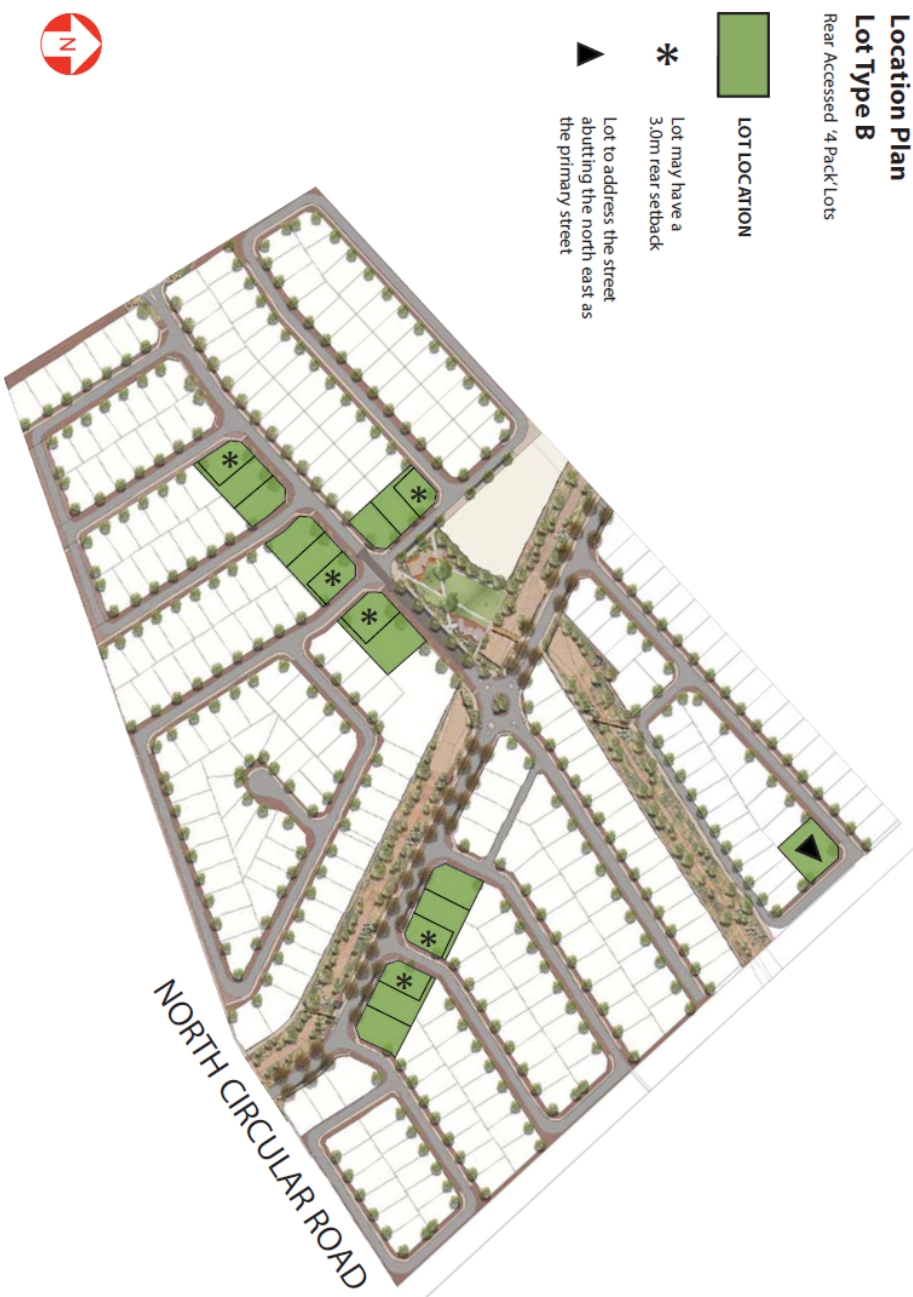 Location Plan
Lot Type B
Rear Accessed '4 Pack' Lots
LOT LOCATION
* Lot may have a
3.0m rear setback
Lot to address the street
abutting the north east as
the primary street
N
*
*
*
*
*
*
NORTH CIRCULAR ROAD